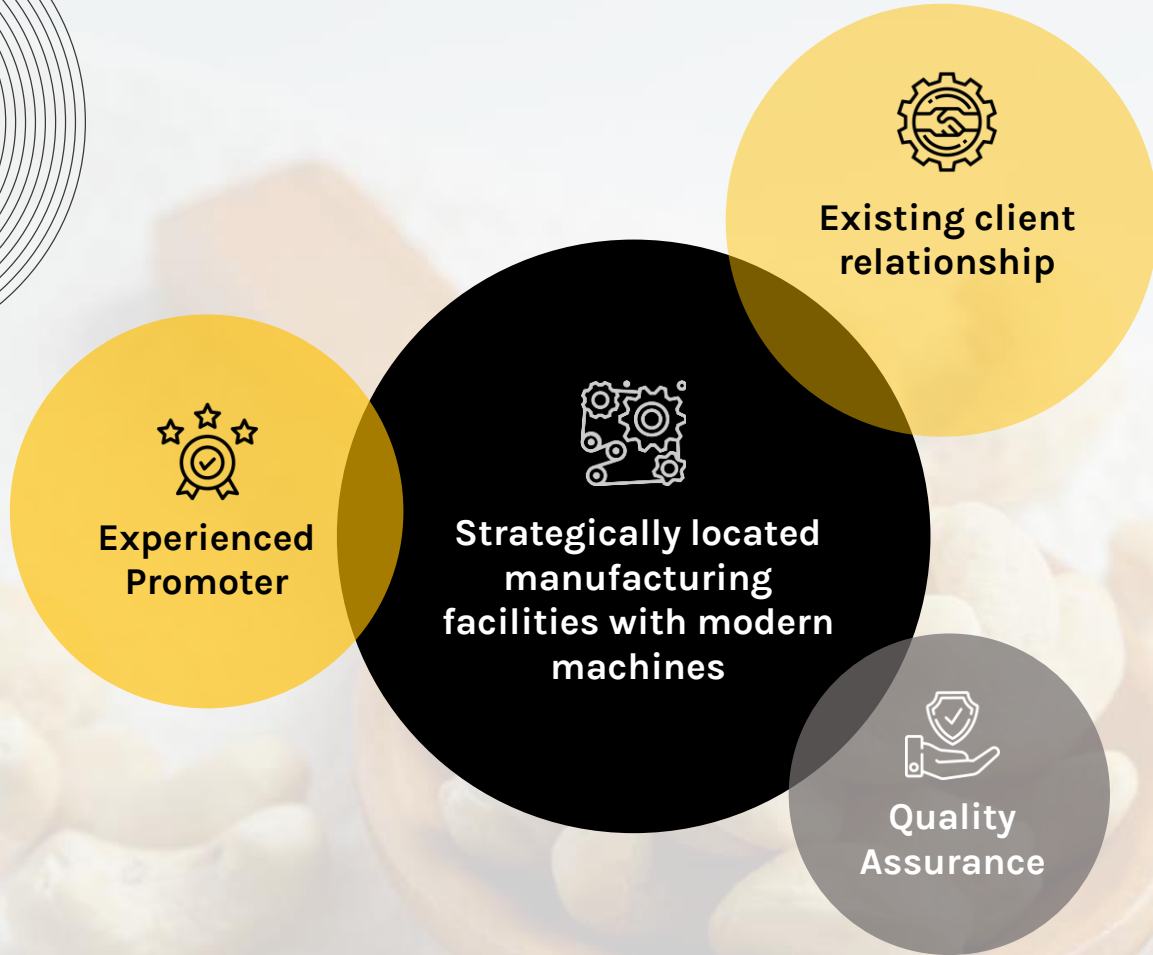 Existing client
relationship
Experienced
Promoter
Strategically located
manufacturing
facilities with modern
machines
Quality
Assurance